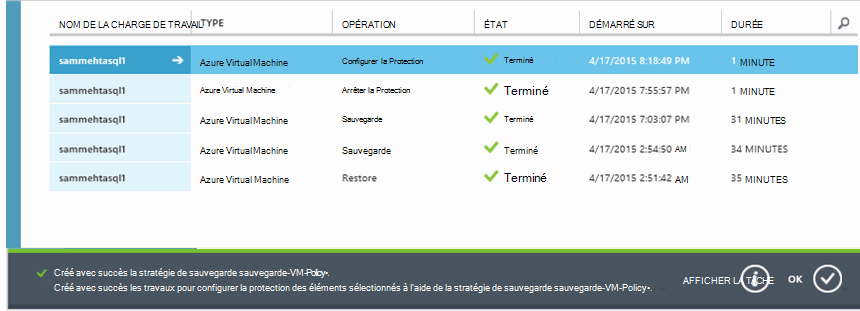 NOM DE LA CHARGE DE TRAVAIL TYPE OPÉRATION ÉTAT DÉMARRÉ SUR DURÉE
sammehtasql1 Azure Virtual Machine Configurer la Protection Terminé 4/17/2015 8:18:49 PM 1 MINUTE
sammehtasql1 Azure Virtual Machine Arrêter la Protection Terminé 4/17/2015 7:55:57 PM 1 MINUTE
sammehtasql1 Azure Virtual Machine Sauvegarde Terminé 4/17/2015 7:03:07 PM 31 MINUTES
sammehtasql1 Azure Virtual Machine Sauvegarde Terminé 4/17/2015 2:54:50 AM 34 MINUTES
sammehtasql1 Azure Virtual Machine Restore Terminé 4/17/2015 2:51:42 AM 35 MINUTES
Créé avec succès la stratégie de sauvegarde sauvegarde-VM-Policy•.
Créé avec succès les travaux pour configurer la protection des éléments sélectionnés à l'aide de la stratégie de sauvegarde sauvegarde-VM-Policy•.
AFFICHER LA TÂCHE OK